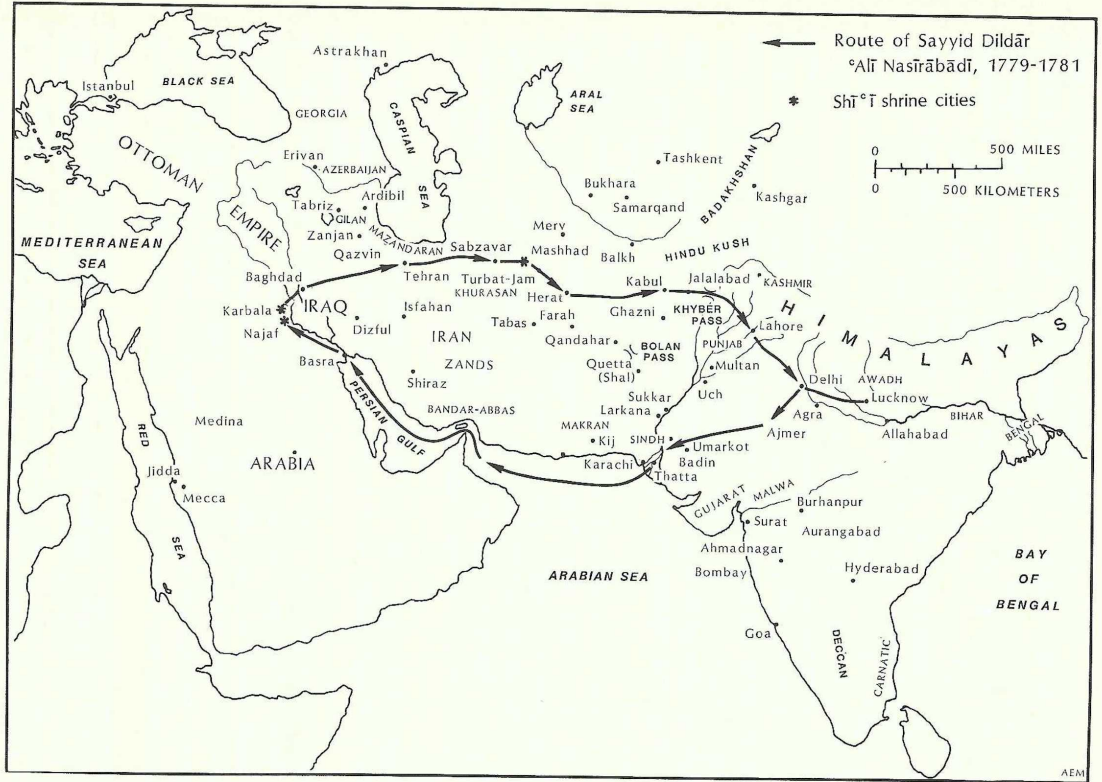 Route of Sayyid Dildār
ᶜAlī Nasīrābādī, 1779-1781
Shīᶜī shrine cities
0 500 MILES
0 500 KILOMETERS
Astrakhan
BLACK SEA
Istanbul
GEORGIA
CASPIAN
SEA
ARAL
SEA
OTTOMAN
EMPIRE
Erivan
AZERBAIJAN
Tashkent
Bukhara
Samarqand
BADAKHSHAN
Kashgar
Tabriz
Ardibil
GILAN
Zanjan
MAZANDARAN
Merv
Balkh
HINDU KUSH
MEDITERRANEAN
SEA
Qazvin
Sabzavar
Mashhad
Baghdad
Tehran
Turbat-Jam
KHURASAN
Herat
Kabul
Jalalabad
KASHMIR
Karbala
IRAQ
Isfahan
Farah
Ghazni
KHYBER
PASS
HIMALAYAS
Najaf
Dizful
Tabas
Lahore
IRAN
Qandahar
PUNJAB
BOLAN
PASS
Basra
ZANDS
Quetta
(Shal)
Multan
Delhi
AWADH
Shiraz
Uch
Lucknow
PERSIAN
GULF
BANDAR-ABBAS
Sukkar
Larkana
Agra
BIHAR
Medina
MAKRAN
Ajmer
Allahabad
BENGAL
RED
SEA
Kij
SINDH
Umarkot
ARABIA
Karachi
Badin
Thatta
Jidda
Mecca
GUJARAT
MALWA
Burhanpur
Surat
Aurangabad
Ahmadnagar
BAY
OF
BENGAL
ARABIAN SEA
Bombay
Hyderabad
Goa
DECCAN
CARNATIC
AEM